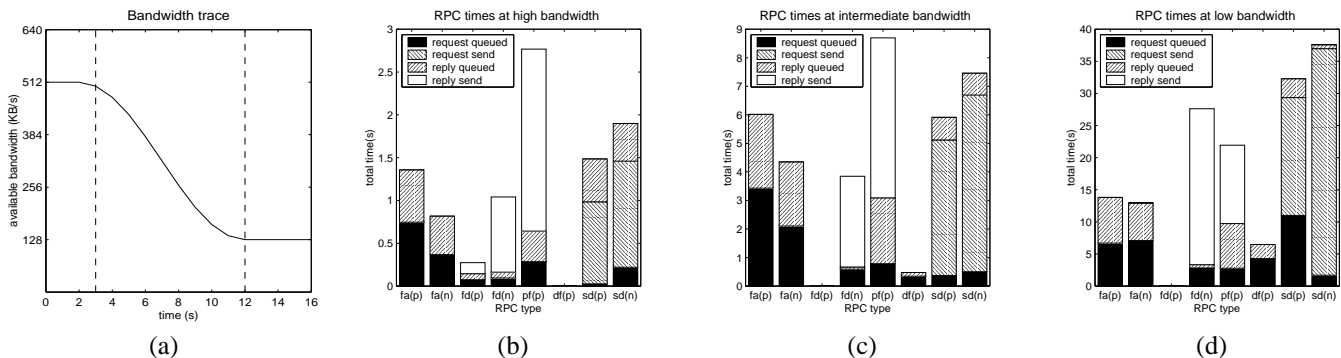 Bandwidth trace
640
512
384
256
128
available bandwidth (KB/s)
0 2 4 6 8 10 12 14 16
time (s)
(a)
RPC times at high bandwidth
3
2.5
2
1.5
1
0.5
0
total time(s)
request queued
request send
reply queued
reply send
fa(p) fa(n) fd(p) fd(n) pf(p) df(p) sd(p) sd(n)
RPC type
(b)
RPC times at intermediate bandwidth
9
8
7
6
5
4
3
2
1
0
total time(s)
request queued
request send
reply queued
reply send
fa(p) fa(n) fd(p) fd(n) pf(p) df(p) sd(p) sd(n)
RPC type
(c)
RPC times at low bandwidth
40
35
30
25
20
15
10
5
0
total time(s)
request queued
request send
reply queued
reply send
fa(p) fa(n) fd(p) fd(n) pf(p) df(p) sd(p) sd(n)
RPC type
(d)